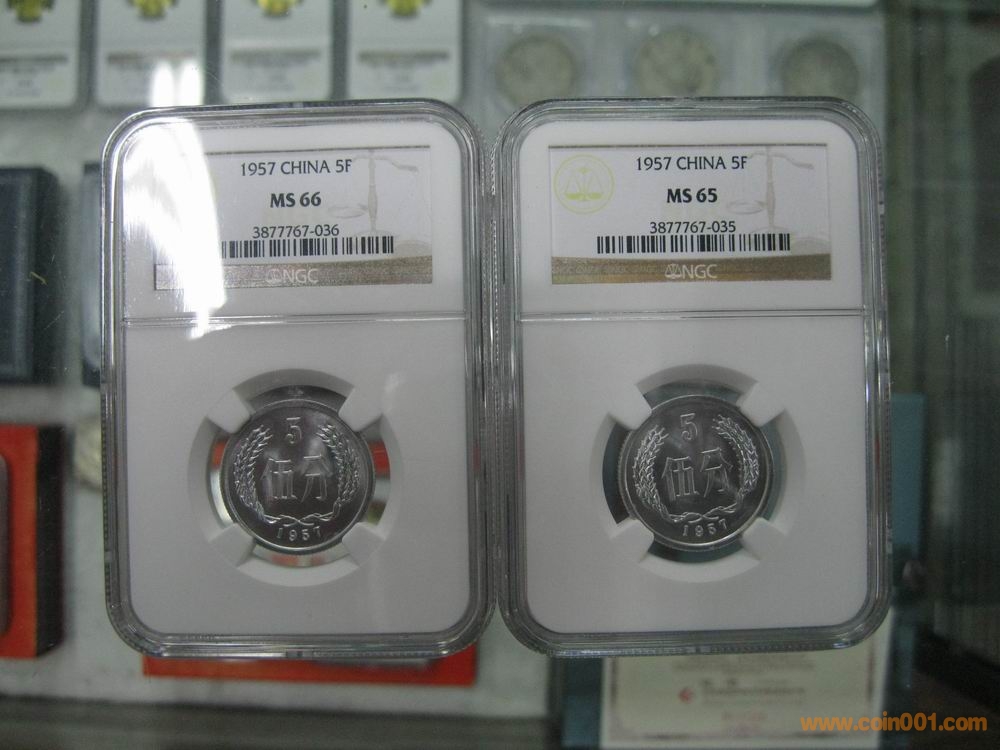 1957 CHINA 5F
MS 66
3877767-036
NGC
5
伍分
1957
1957 CHINA 5F
MS 65
3877767-035
NGC
5
伍分
1957
www.coin001.com